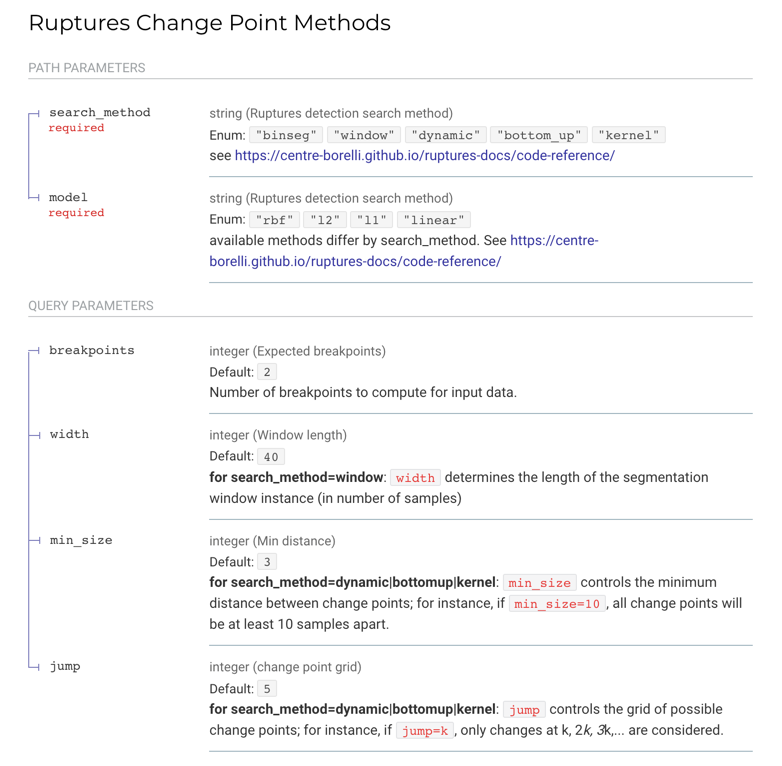 Ruptures Change Point Methods
PATH PARAMETERS
search_method
required
string (Ruptures detection search method)
Enum: "binseg" "window" "dynamic" "bottom_up" "kernel"
see https://centre-borelli.github.io/ruptures-docs/code-reference/
model
required
string (Ruptures detection search method)
Enum: "rbf" "l2" "l1" "linear"
available methods differ by search_method. See https://centre-
borelli.github.io/ruptures-docs/code-reference/
QUERY PARAMETERS
breakpoints
integer (Expected breakpoints)
Default: 2
Number of breakpoints to compute for input data.
width
integer (Window length)
Default: 40
for search_method=window: width determines the length of the segmentation
window instance (in number of samples)
min_size
integer (Min distance)
Default: 3
for search_method=dynamic|bottomup|kernel: min_size controls the minimum
distance between change points; for instance, if min_size=10, all change points will
be at least 10 samples apart.
jump
integer (change point grid)
Default: 5
for search_method=dynamic|bottomup|kernel: jump controls the grid of possible
change points; for instance, if jump=k, only changes at k, 2k, 3k,... are considered.